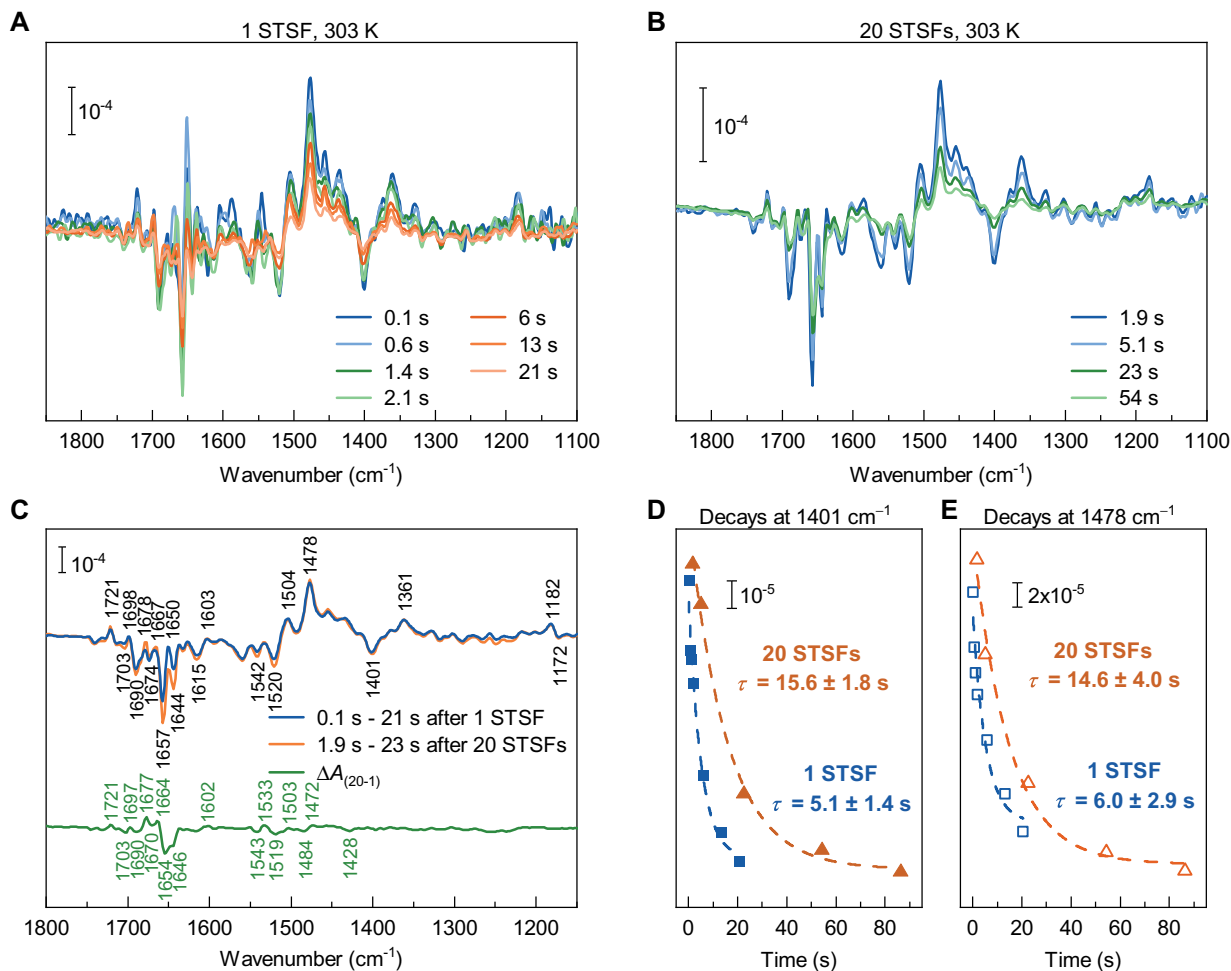 A
1 STSF, 303 K
10⁻⁴
0.1 s
0.6 s
1.4 s
2.1 s
6 s
13 s
21 s
1800 1700 1600 1500 1400 1300 1200 1100
Wavenumber (cm⁻¹)
B
20 STSFs, 303 K
10⁻⁴
1.9 s
5.1 s
23 s
54 s
1800 1700 1600 1500 1400 1300 1200 1100
Wavenumber (cm⁻¹)
C
10⁻⁴
1721 1698 1678 1667 1650 1603 1504 1478 1361 1182
1703 1690 1674 1657 1644 1615 1542 1520 1401 1172
0.1 s - 21 s after 1 STSF
1.9 s - 23 s after 20 STSFs
ΔA(20-1)
1721 1697 1677 1664 1602 1533 1503 1472
1703 1690 1670 1654 1646 1543 1519 1484 1428
1800 1700 1600 1500 1400 1300 1200
Wavenumber (cm⁻¹)
D
Decays at 1401 cm⁻¹
10⁻⁵
20 STSFs
τ = 15.6 ± 1.8 s
1 STSF
τ = 5.1 ± 1.4 s
0 20 40 60 80
Time (s)
E
Decays at 1478 cm⁻¹
2x10⁻⁵
20 STSFs
τ = 14.6 ± 4.0 s
1 STSF
τ = 6.0 ± 2.9 s
0 20 40 60 80
Time (s)